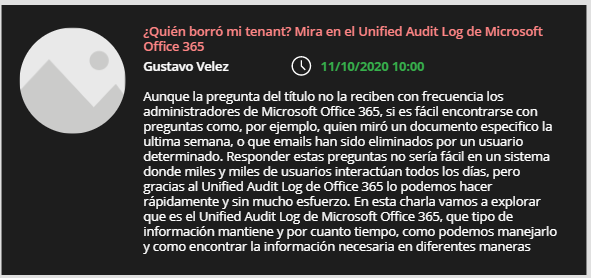 ¿Quién borró mi tenant? Mira en el Unified Audit Log de Microsoft
Office 365
Gustavo Velez 11/10/2020 10:00
Aunque la pregunta del título no la reciben con frecuencia los
administradores de Microsoft Office 365, si es fácil encontrarse con
preguntas como, por ejemplo, quien miró un documento especifico la
ultima semana, o que emails han sido eliminados por un usuario
determinado. Responder estas preguntas no sería fácil en un sistema
donde miles y miles de usuarios interactúan todos los días, pero
gracias al Unified Audit Log de Office 365 lo podemos hacer
rápidamente y sin mucho esfuerzo. En esta charla vamos a explorar
que es el Unified Audit Log de Microsoft Office 365, que tipo de
información mantiene y por cuanto tiempo, como podemos manejarlo
y como encontrar la información necesaria en diferentes maneras